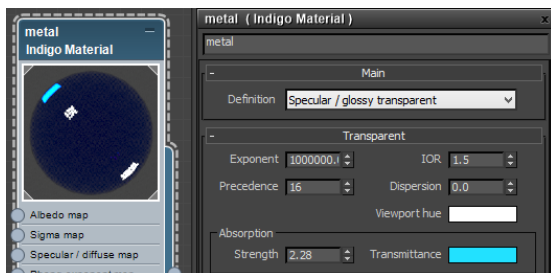 metal
Indigo Material
Albedo map
Sigma map
Specular / diffuse map
metal ( Indigo Material )
x
metal
- Main
Definition Specular / glossy transparent
- Transparent
Exponent 1000000.( IOR 1.5
Precedence 16 Dispersion 0.0
Viewport hue
Absorption
Strength 2.28 Transmittance